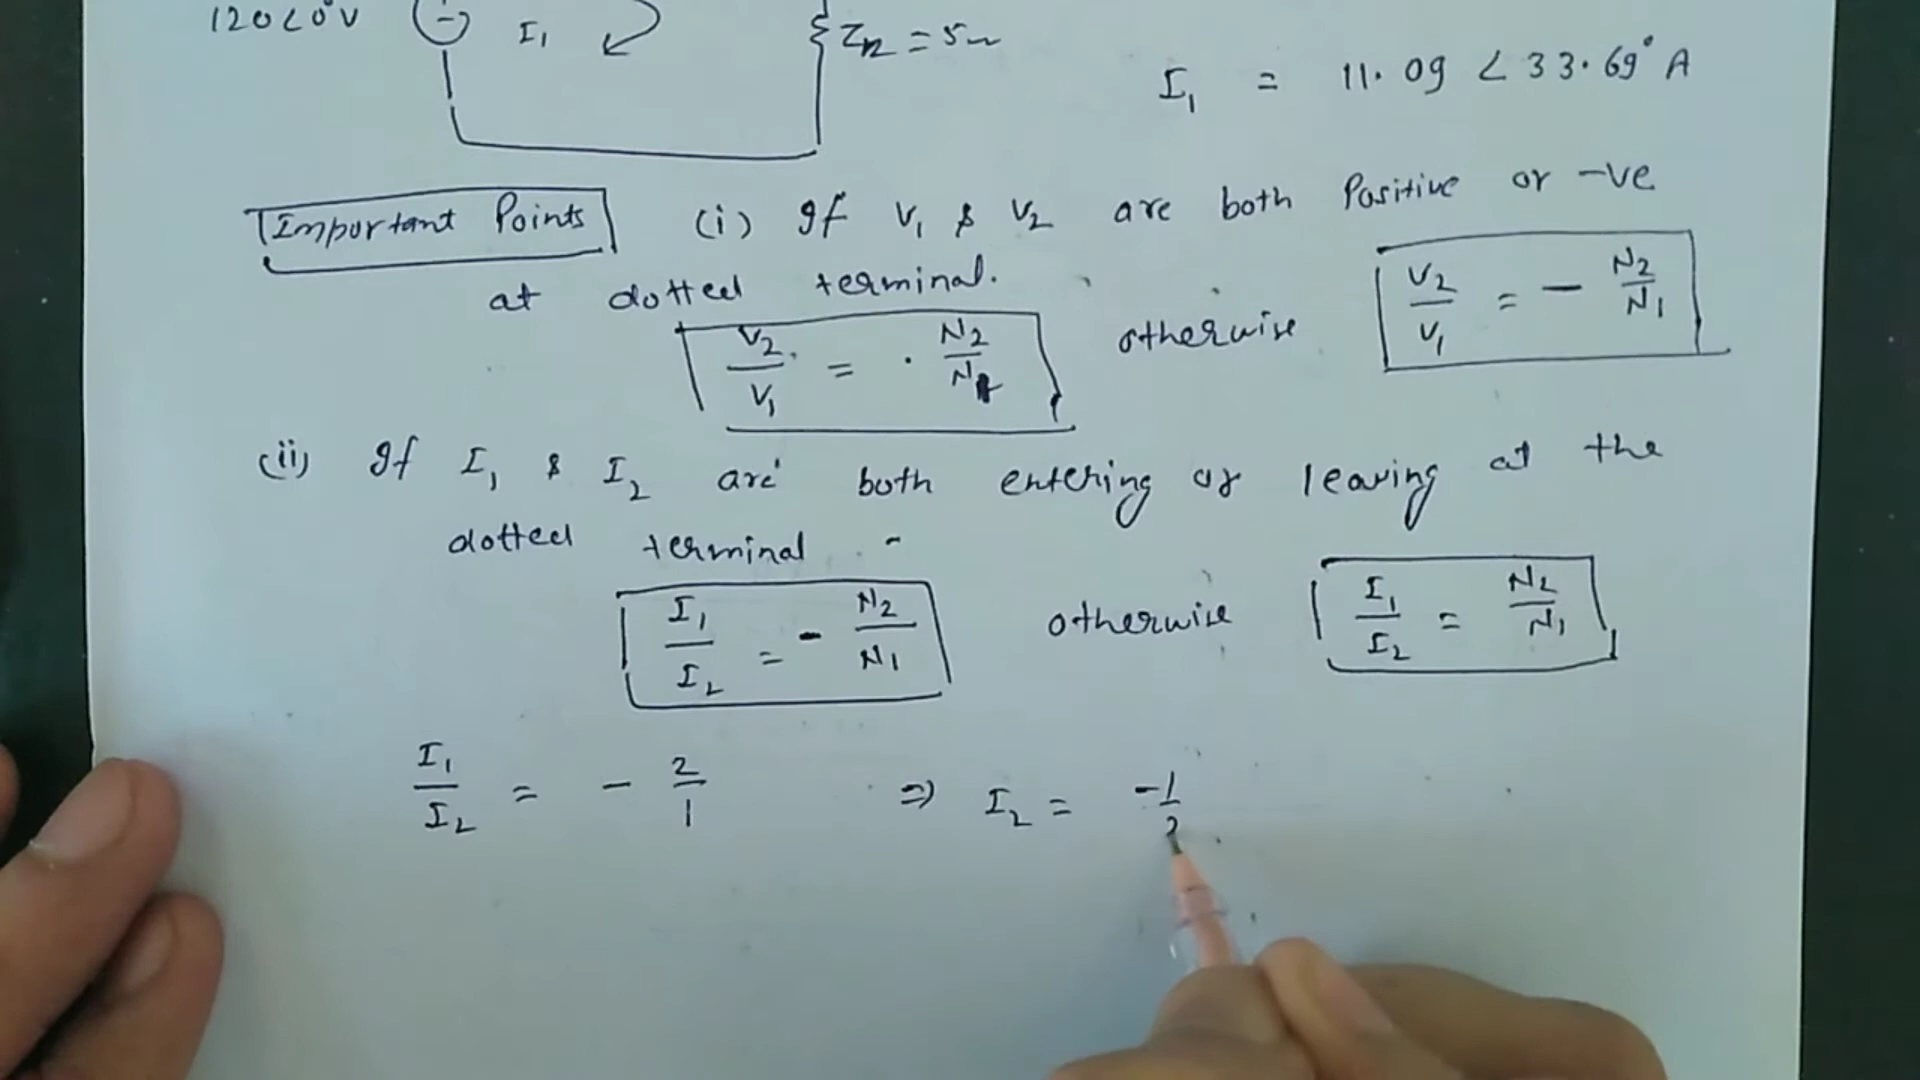 120∠0°V I₁ Z_R = 5Ω
I₁ = 11.09 ∠33.69° A
Important Points (i) If V₁ & V₂ are both Positive or -ve
at dotted terminal.
V₂/V₁ = N₂/N₁ otherwise V₂/V₁ = - N₂/N₁
(ii) If I₁ & I₂ are both entering or leaving at the
dotted terminal -
I₁/I₂ = - N₂/N₁ otherwise I₁/I₂ = N₂/N₁
I₁/I₂ = - 2/1 ⇒ I₂ = -1/2